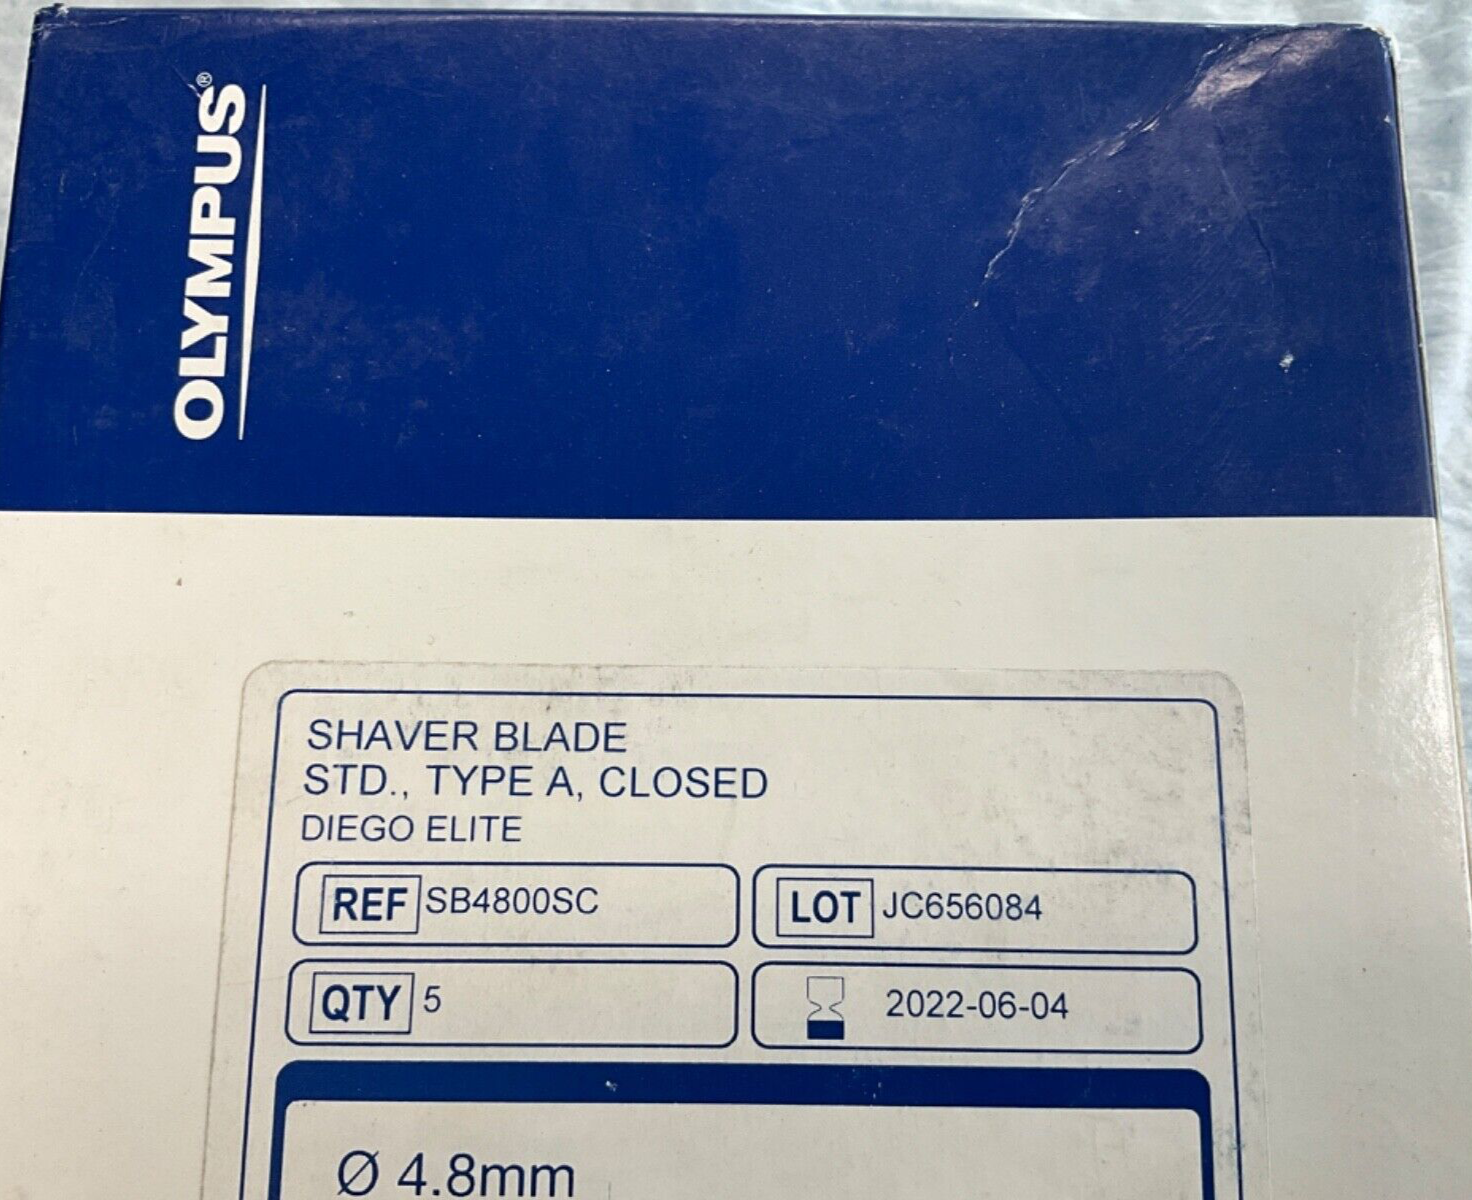 OLYMPUS®
SHAVER BLADE
STD., TYPE A, CLOSED
DIEGO ELITE
REF SB4800SC
LOT JC656084
QTY 5
2022-06-04
Ø 4.8mm